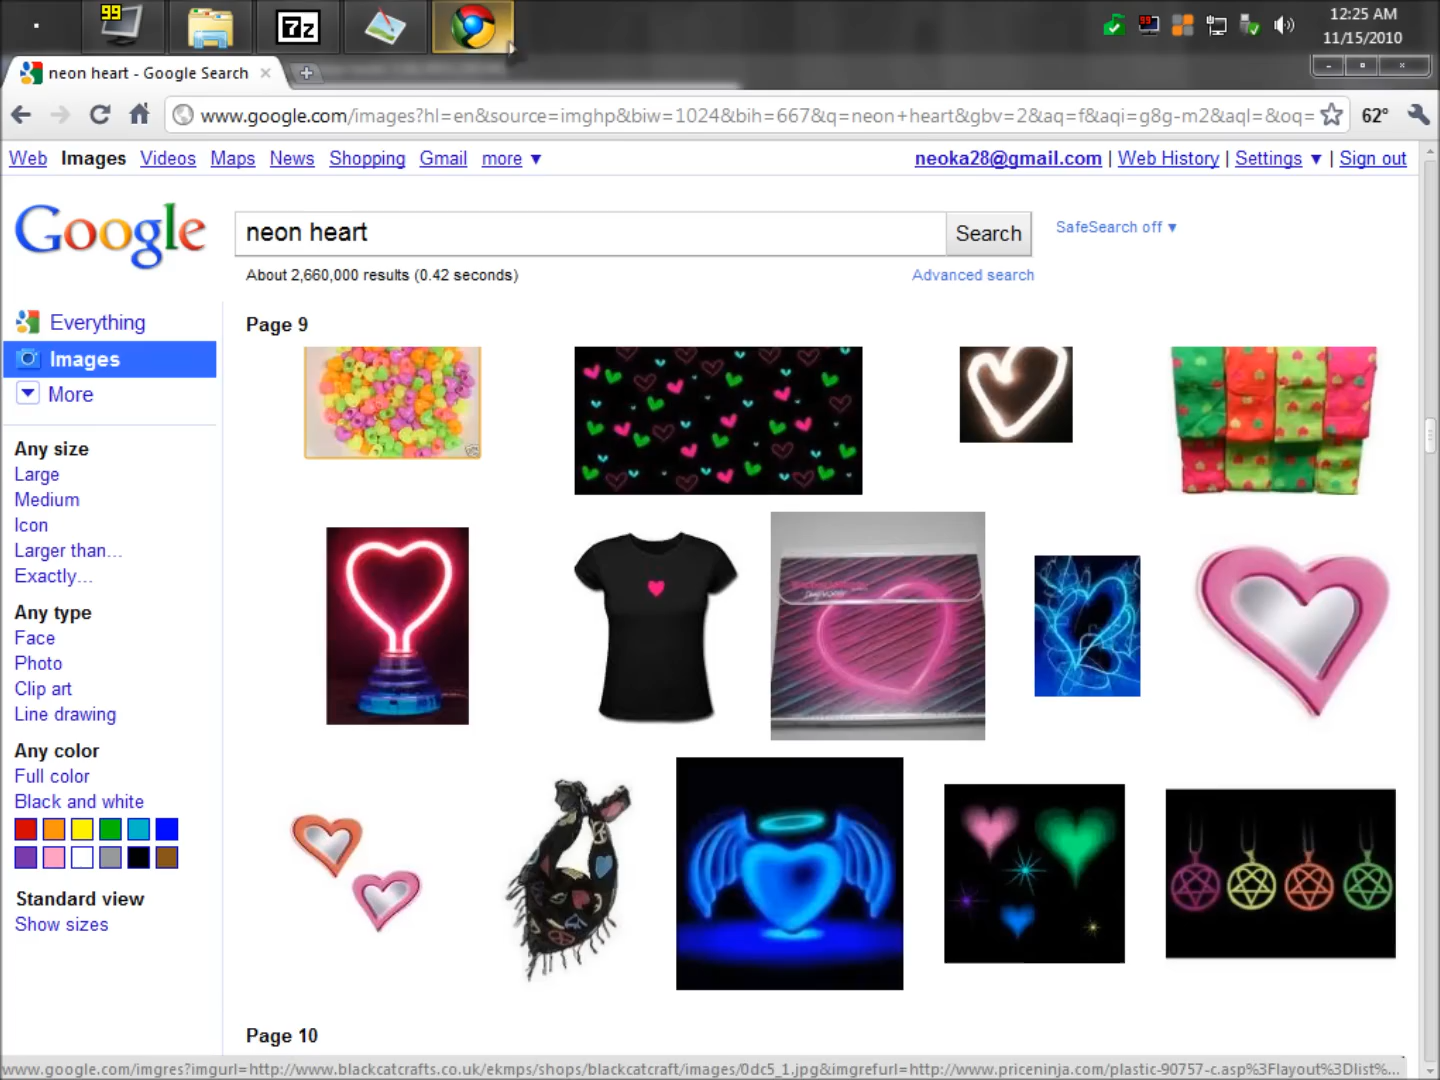 99
7z
99
12:25 AM
11/15/2010
neon heart - Google Search
www.google.com/images?hl=en&source=imghp&biw=1024&bih=667&q=neon+heart&gbv=2&aq=f&aqi=g8g-m2&aql=&oq=
62°
Web Images Videos Maps News Shopping Gmail more ▼
neoka28@gmail.com | Web History | Settings ▼ | Sign out
Google
neon heart
Search
SafeSearch off ▼
About 2,660,000 results (0.42 seconds)
Advanced search
Everything
Images
More
Any size
Large
Medium
Icon
Larger than...
Exactly...
Any type
Face
Photo
Clip art
Line drawing
Any color
Full color
Black and white
Standard view
Show sizes
Page 9
Page 10
www.google.com/imgres?imgurl=http://www.blackcatcrafts.co.uk/ekmps/shops/blackcatcraft/images/0dc5_1.jpg&imgrefurl=http://www.priceninja.com/plastic-90757-c.asp%3Flayout%3Dlist%...